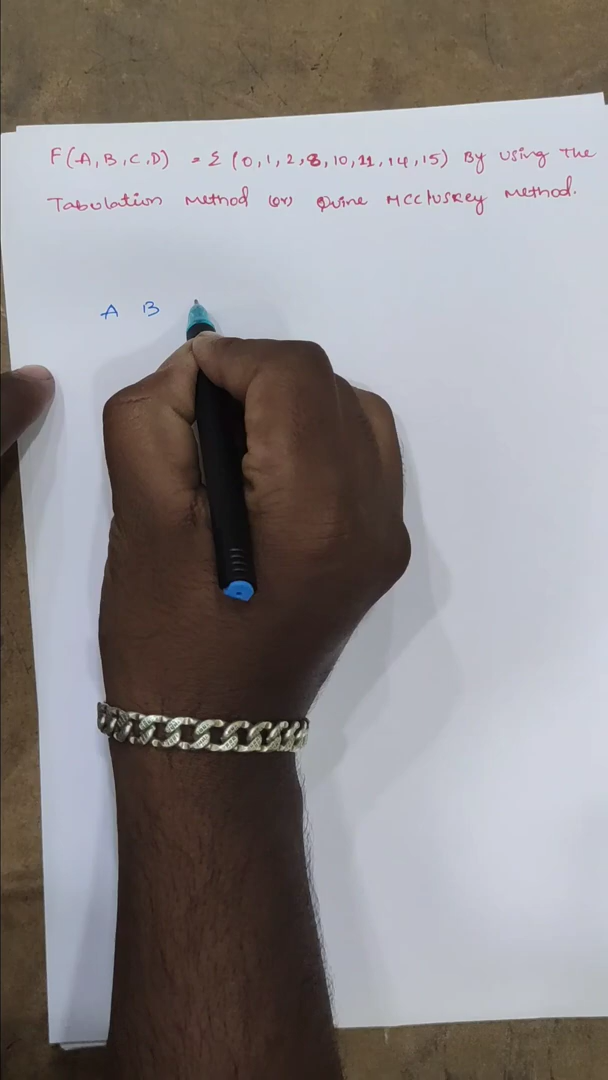 F(A,B,C,D) = Σ (0,1,2,8,10,11,14,15) By using the
Tabulation Method (or) Quine MCCluskey Method.
A B